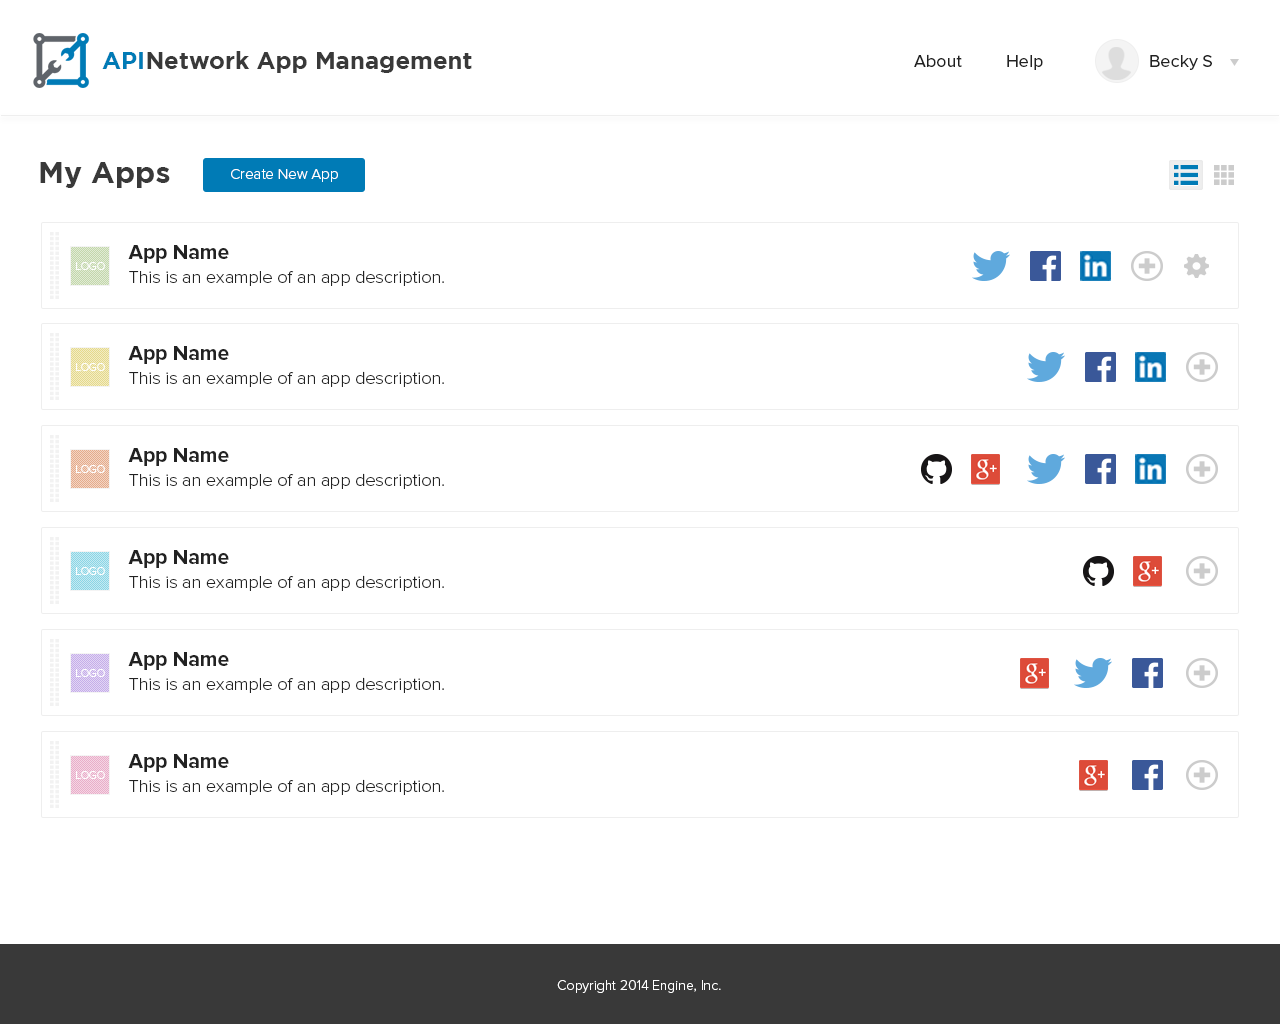 APINetwork App Management
About
Help
Becky S
My Apps
Create New App
LOGO
App Name
This is an example of an app description.
LOGO
App Name
This is an example of an app description.
LOGO
App Name
This is an example of an app description.
LOGO
App Name
This is an example of an app description.
LOGO
App Name
This is an example of an app description.
LOGO
App Name
This is an example of an app description.
Copyright 2014 Engine, Inc.